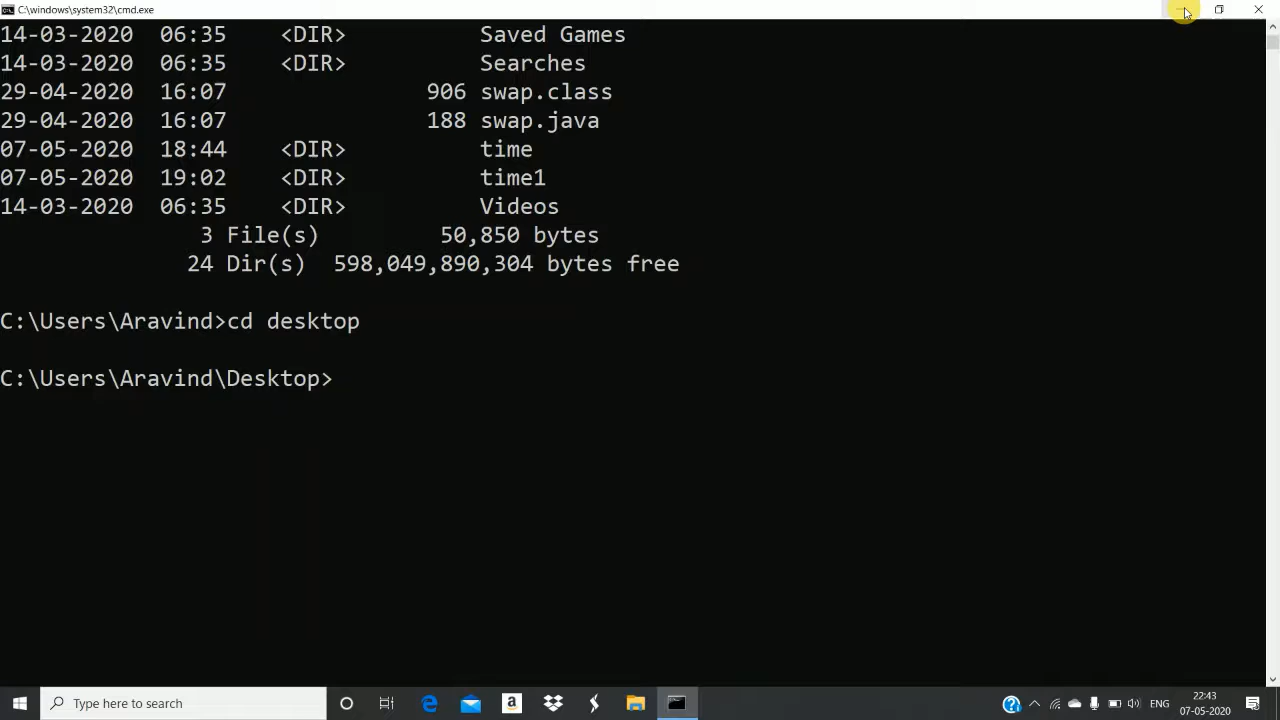 C:\windows\system32\cmd.exe
14-03-2020  06:35    <DIR>          Saved Games
14-03-2020  06:35    <DIR>          Searches
29-04-2020  16:07               906 swap.class
29-04-2020  16:07               188 swap.java
07-05-2020  18:44    <DIR>          time
07-05-2020  19:02    <DIR>          time1
14-03-2020  06:35    <DIR>          Videos
3 File(s)         50,850 bytes
24 Dir(s)  598,049,890,304 bytes free
C:\Users\Aravind>cd desktop
C:\Users\Aravind\Desktop>
Type here to search
ENG
22:43
07-05-2020